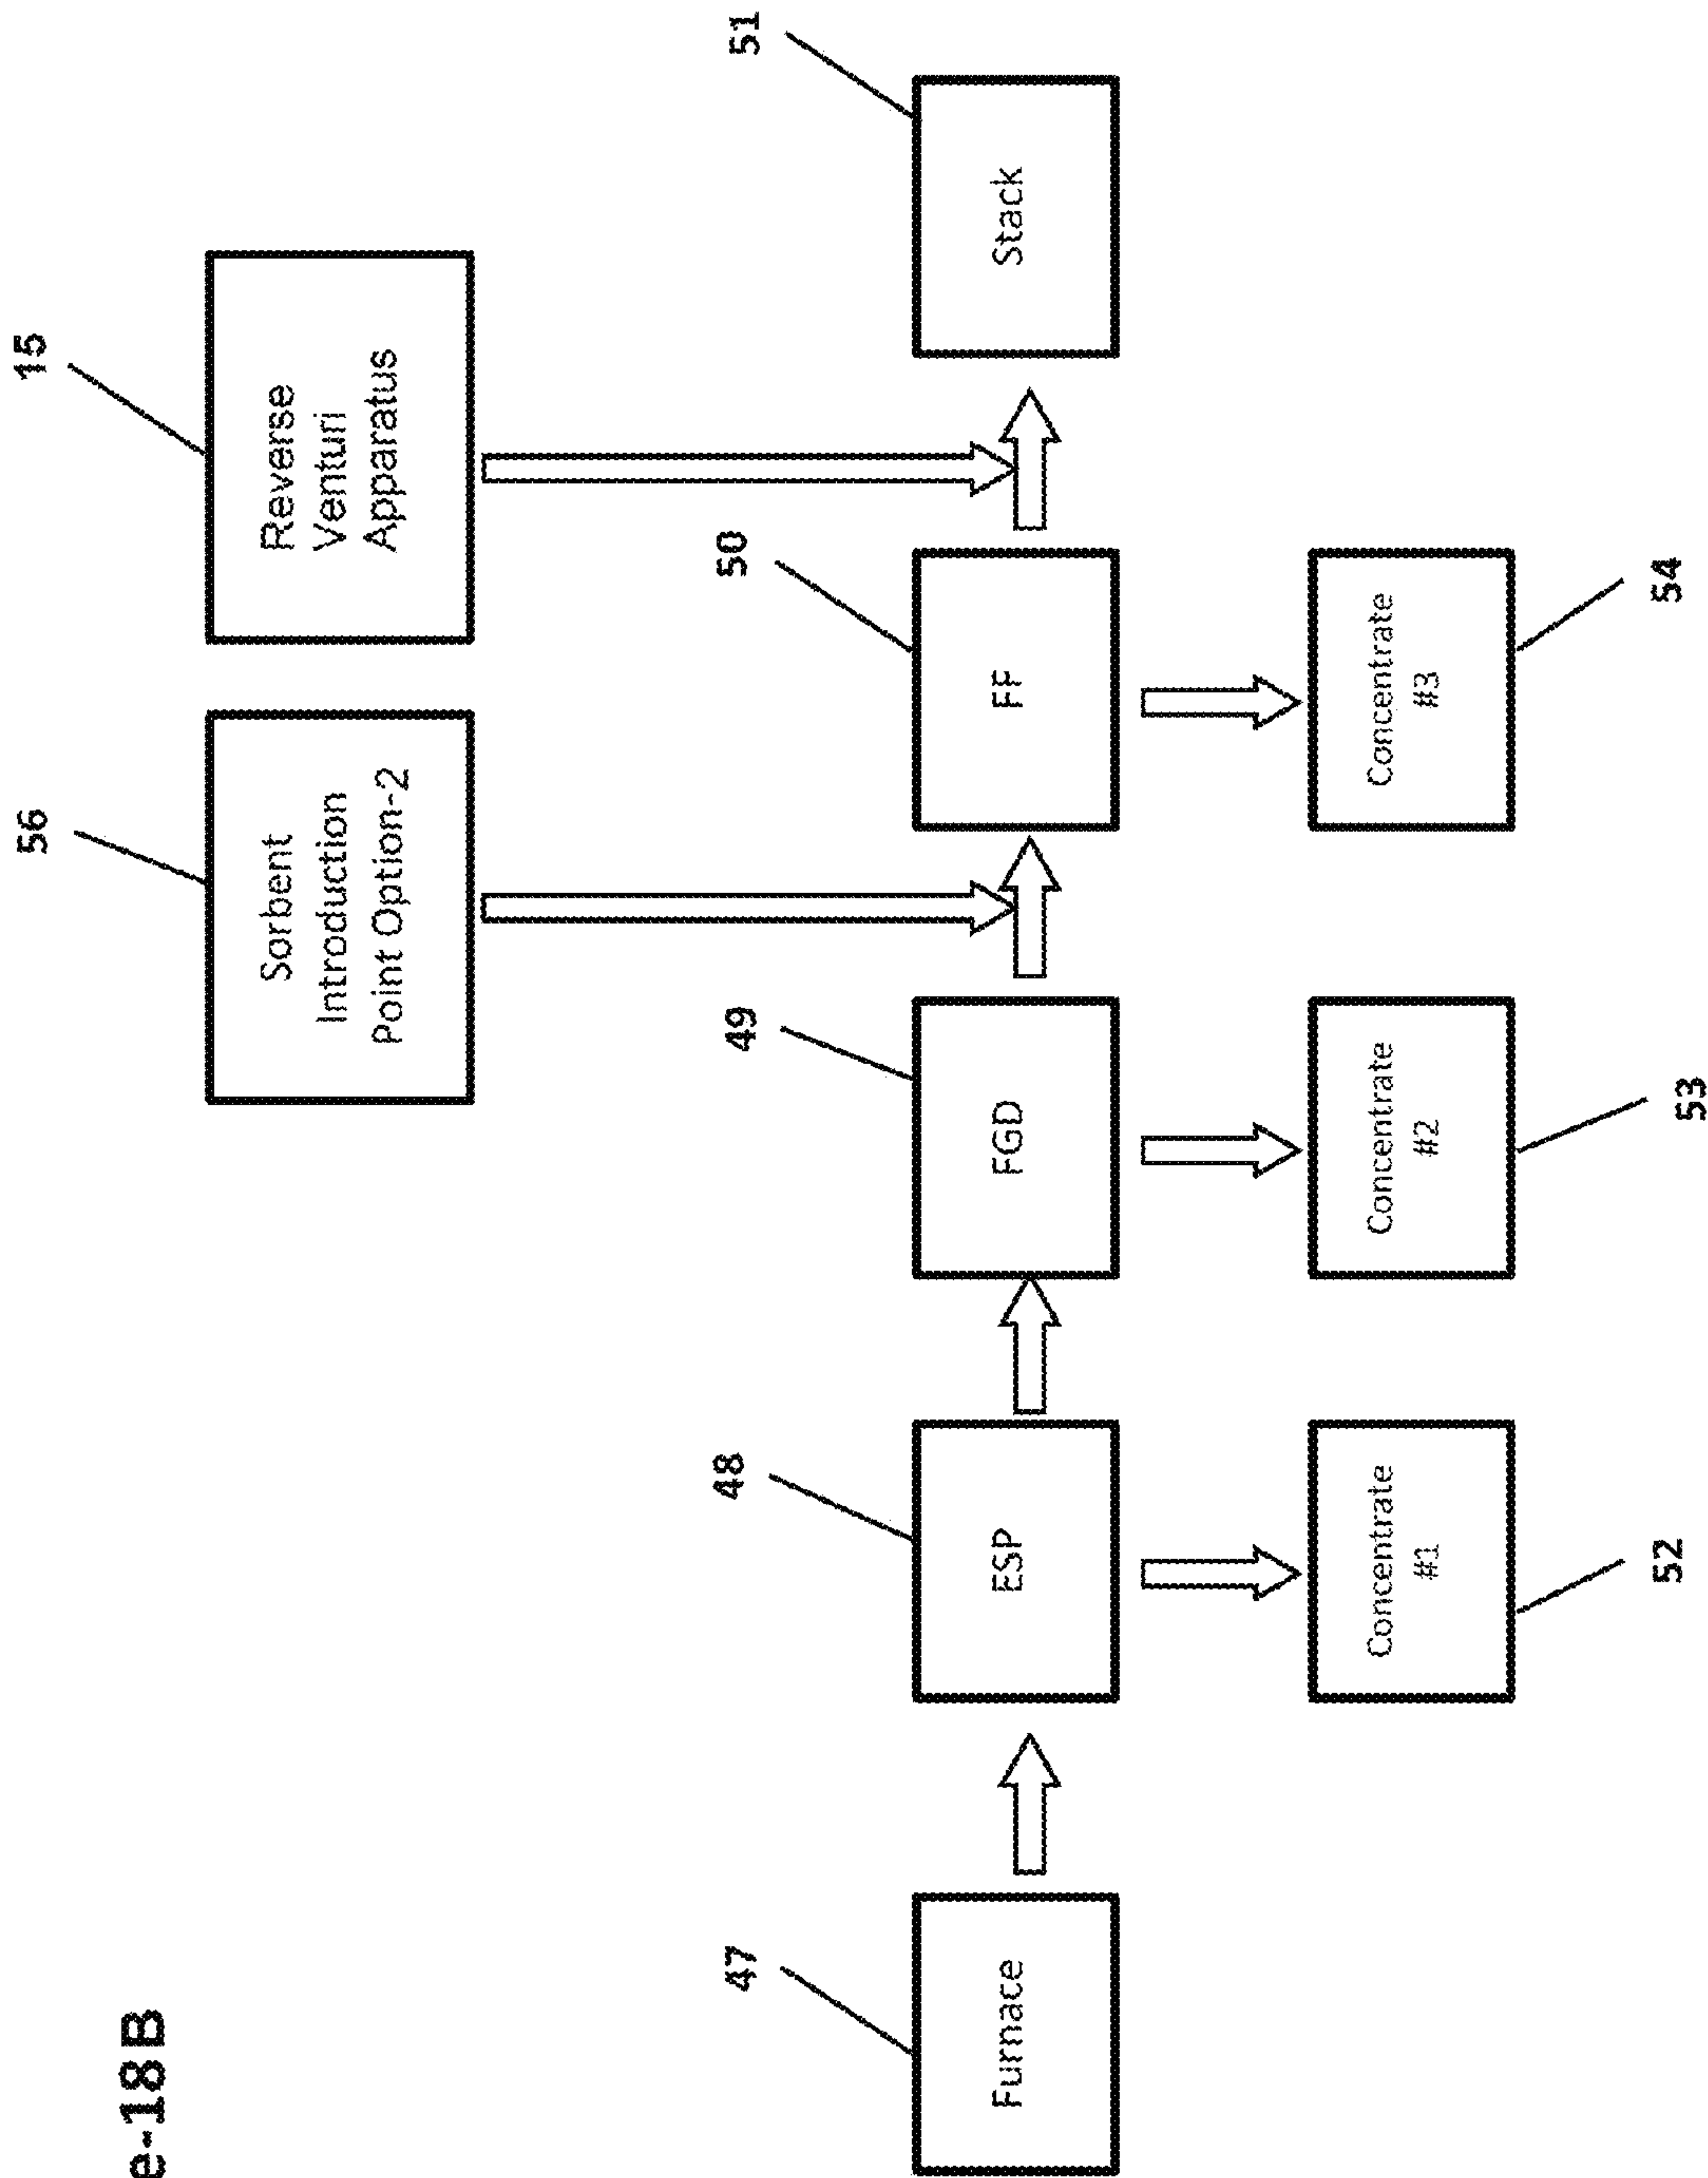 e-18B
56
15
Sorbent
Introduction
Point Option-2
Reverse
Venturi
Apparatus
47
48
49
50
51
Furnace
ESP
FGD
FF
Stack
Concentrate
#1
Concentrate
#2
Concentrate
#3
52
53
54